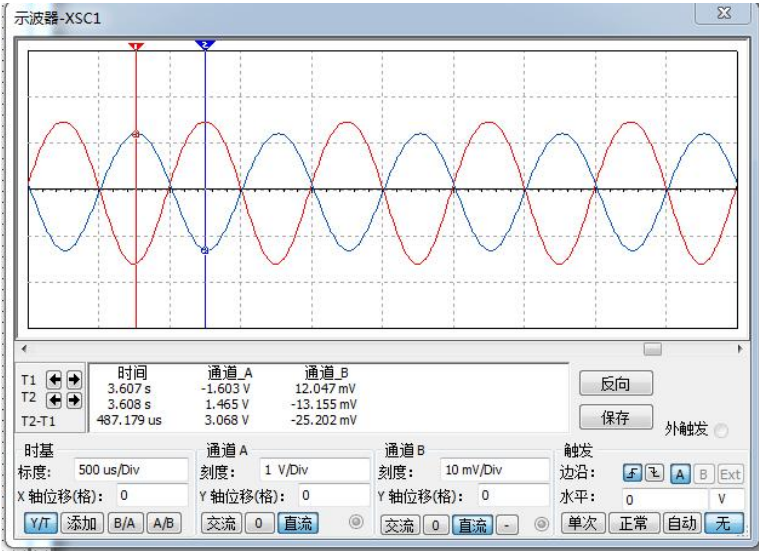 示波器-XSC1
1 2
时间 通道_A 通道_B
T1 3.607 s -1.603 V 12.047 mV
T2 3.608 s 1.465 V -13.155 mV
T2-T1 487.179 us 3.068 V -25.202 mV
反向
保存
外触发
时基 通道 A 通道 B 触发
标度: 500 us/Div 刻度: 1 V/Div 刻度: 10 mV/Div 边沿: A B Ext
X 轴位移(格): 0 Y 轴位移(格): 0 Y 轴位移(格): 0 水平: 0 V
Y/T 添加 B/A A/B 交流 0 直流 交流 0 直流 - 单次 正常 自动 无